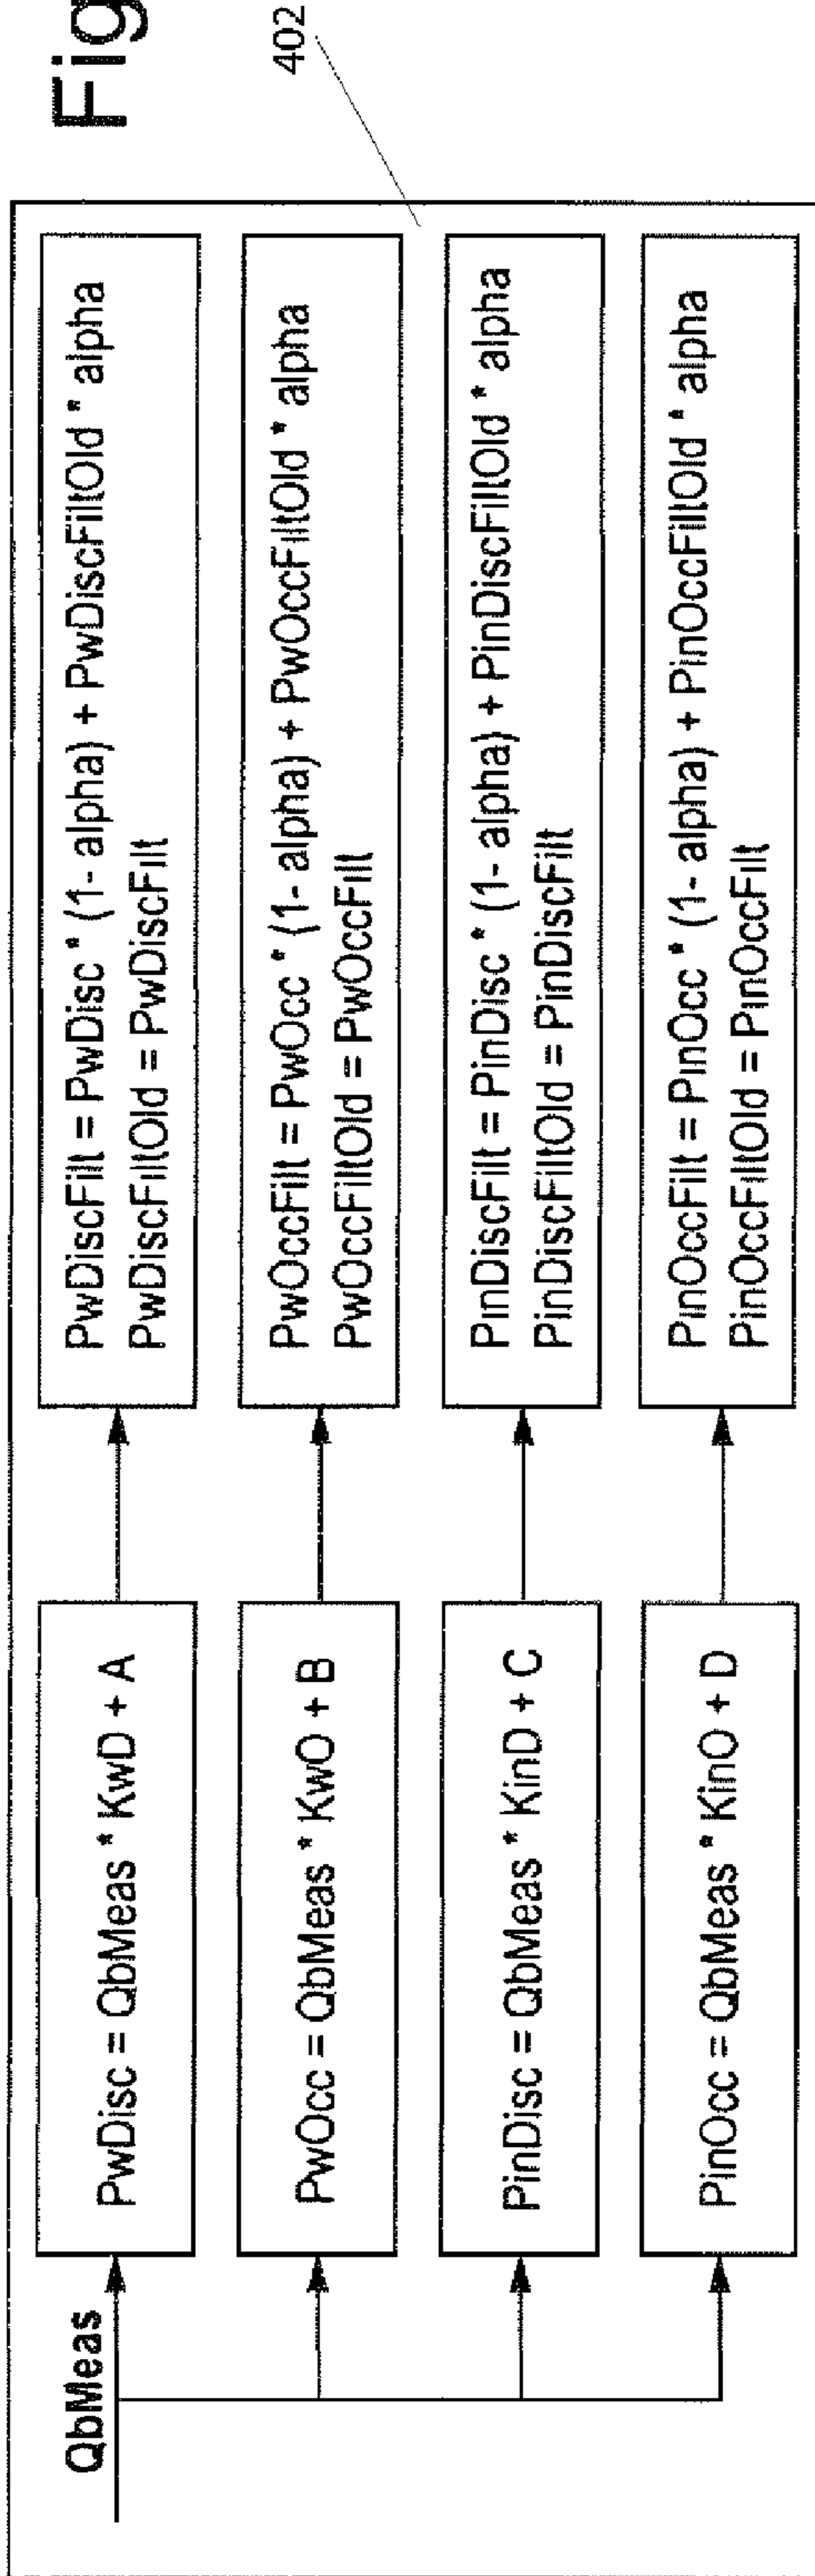 Fig
402
QbMeas
PwDisc = QbMeas * KwD + A
PwDiscFilt = PwDisc * (1- alpha) + PwDiscFiltOld * alpha
PwDiscFiltOld = PwDiscFilt
PwOcc = QbMeas * KwO + B
PwOccFilt = PwOcc * (1- alpha) + PwOccFiltOld * alpha
PwOccFiltOld = PwOccFilt
PinDisc = QbMeas * KinD + C
PinDiscFilt = PinDisc * (1- alpha) + PinDiscFiltOld * alpha
PinDiscFiltOld = PinDiscFilt
PinOcc = QbMeas * KinO + D
PinOccFilt = PinOcc * (1- alpha) + PinOccFiltOld * alpha
PinOccFiltOld = PinOccFilt